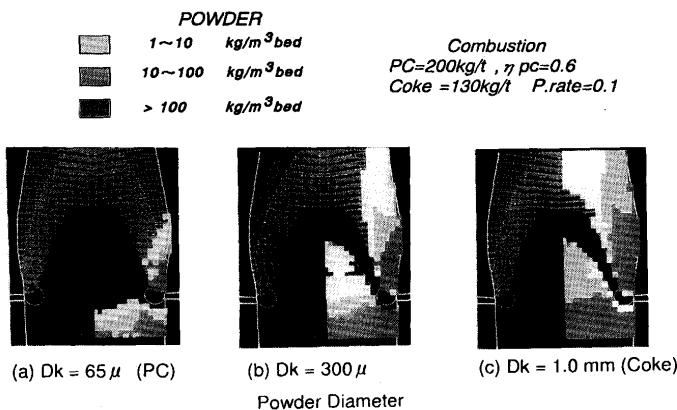 POWDER
1~10 kg/m³bed
10~100 kg/m³bed
> 100 kg/m³bed
Combustion
PC=200kg/t , η pc=0.6
Coke =130kg/t P.rate=0.1
(a) Dk = 65 μ (PC)
(b) Dk = 300 μ
(c) Dk = 1.0 mm (Coke)
Powder Diameter